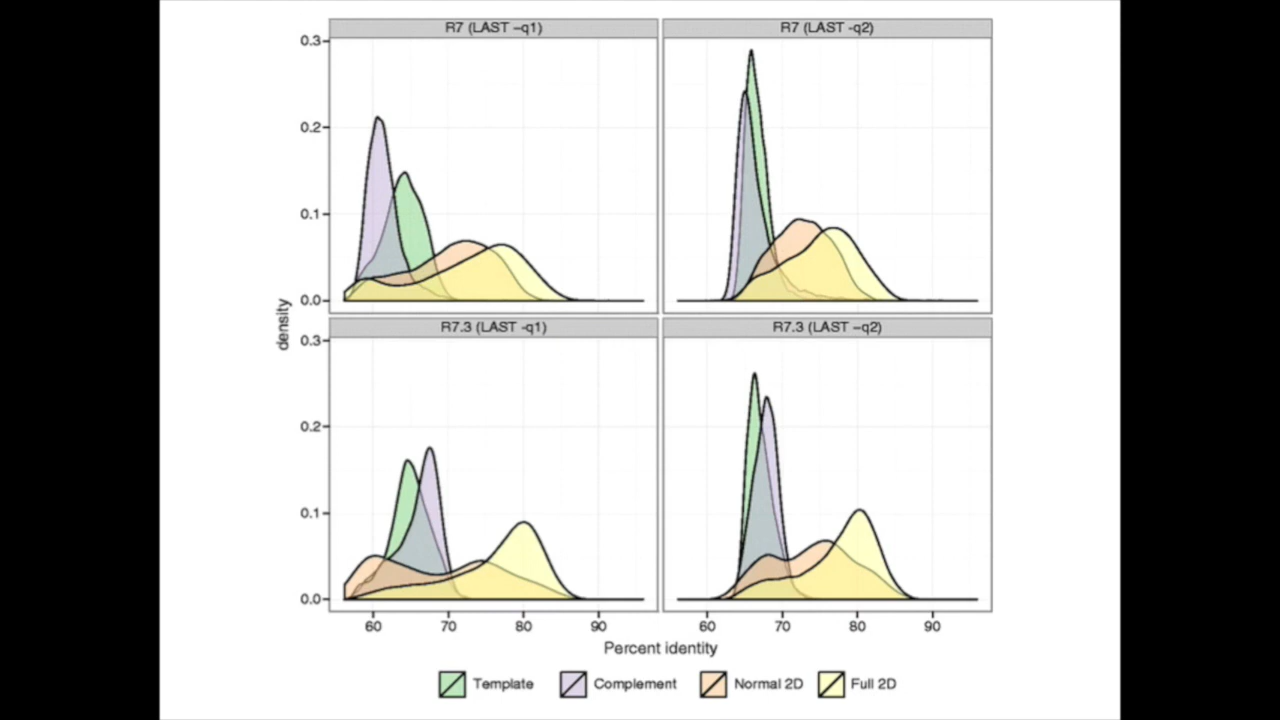 R7 (LAST –q1)
R7 (LAST -q2)
0.3
0.2
0.1
0.0
density
R7.3 (LAST -q1)
R7.3 (LAST –q2)
0.3
0.2
0.1
0.0
60 70 80 90
60 70 80 90
Percent identity
Template Complement Normal 2D Full 2D